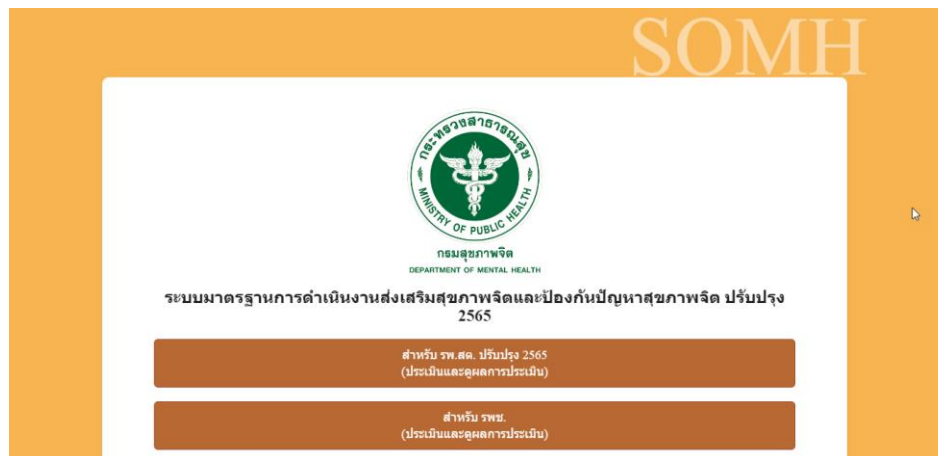 SOMH
กระทรวงสาธารณสุข
MINISTRY OF PUBLIC HEALTH
กรมสุขภาพจิต
DEPARTMENT OF MENTAL HEALTH
ระบบมาตรฐานการดำเนินงานส่งเสริมสุขภาพจิตและป้องกันปัญหาสุขภาพจิต ปรับปรุง
2565
สำหรับ รพ.สต. ปรับปรุง 2565
(ประเมินและดูผลการประเมิน)
สำหรับ รพช.
(ประเมินและดูผลการประเมิน)